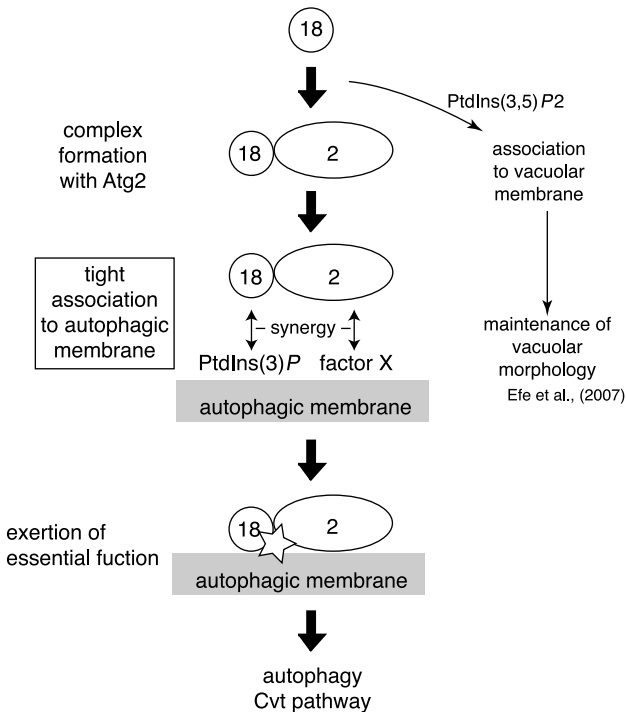 18
PtdIns(3,5)P2
complex
formation
with Atg2
18
2
association
to vacuolar
membrane
tight
association
to autophagic
membrane
18
2
synergy
PtdIns(3)P
factor X
autophagic membrane
maintenance of
vacuolar
morphology
Efe et al., (2007)
exertion of
essential fuction
18
2
autophagic membrane
autophagy
Cvt pathway